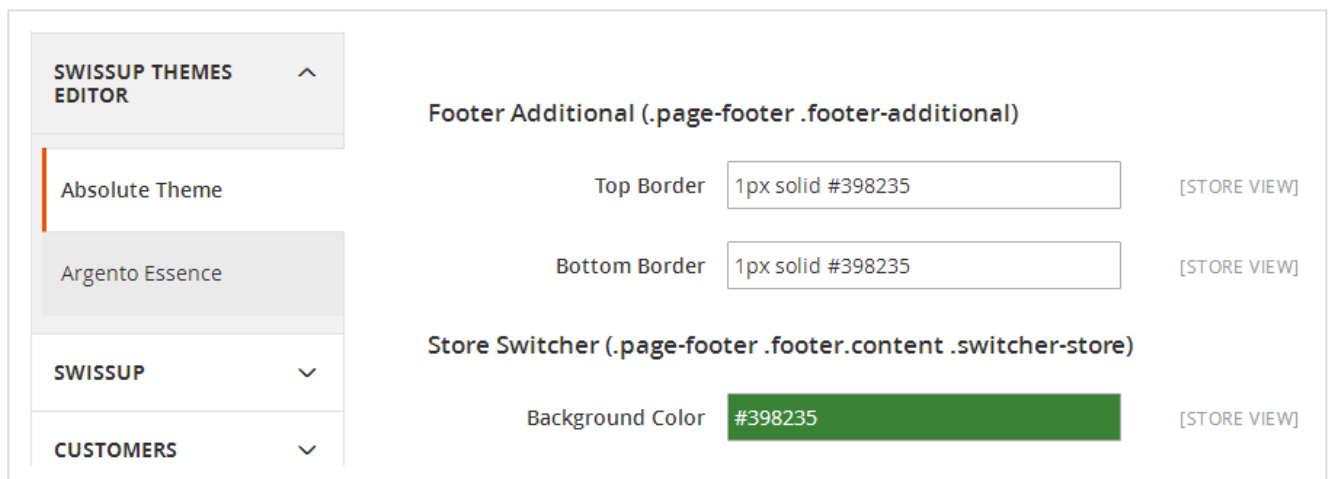 SWISSUP THEMES
EDITOR
Absolute Theme
Argento Essence
SWISSUP
CUSTOMERS
Footer Additional (.page-footer .footer-additional)
Top Border 1px solid #398235 [STORE VIEW]
Bottom Border 1px solid #398235 [STORE VIEW]
Store Switcher (.page-footer .footer.content .switcher-store)
Background Color #398235 [STORE VIEW]